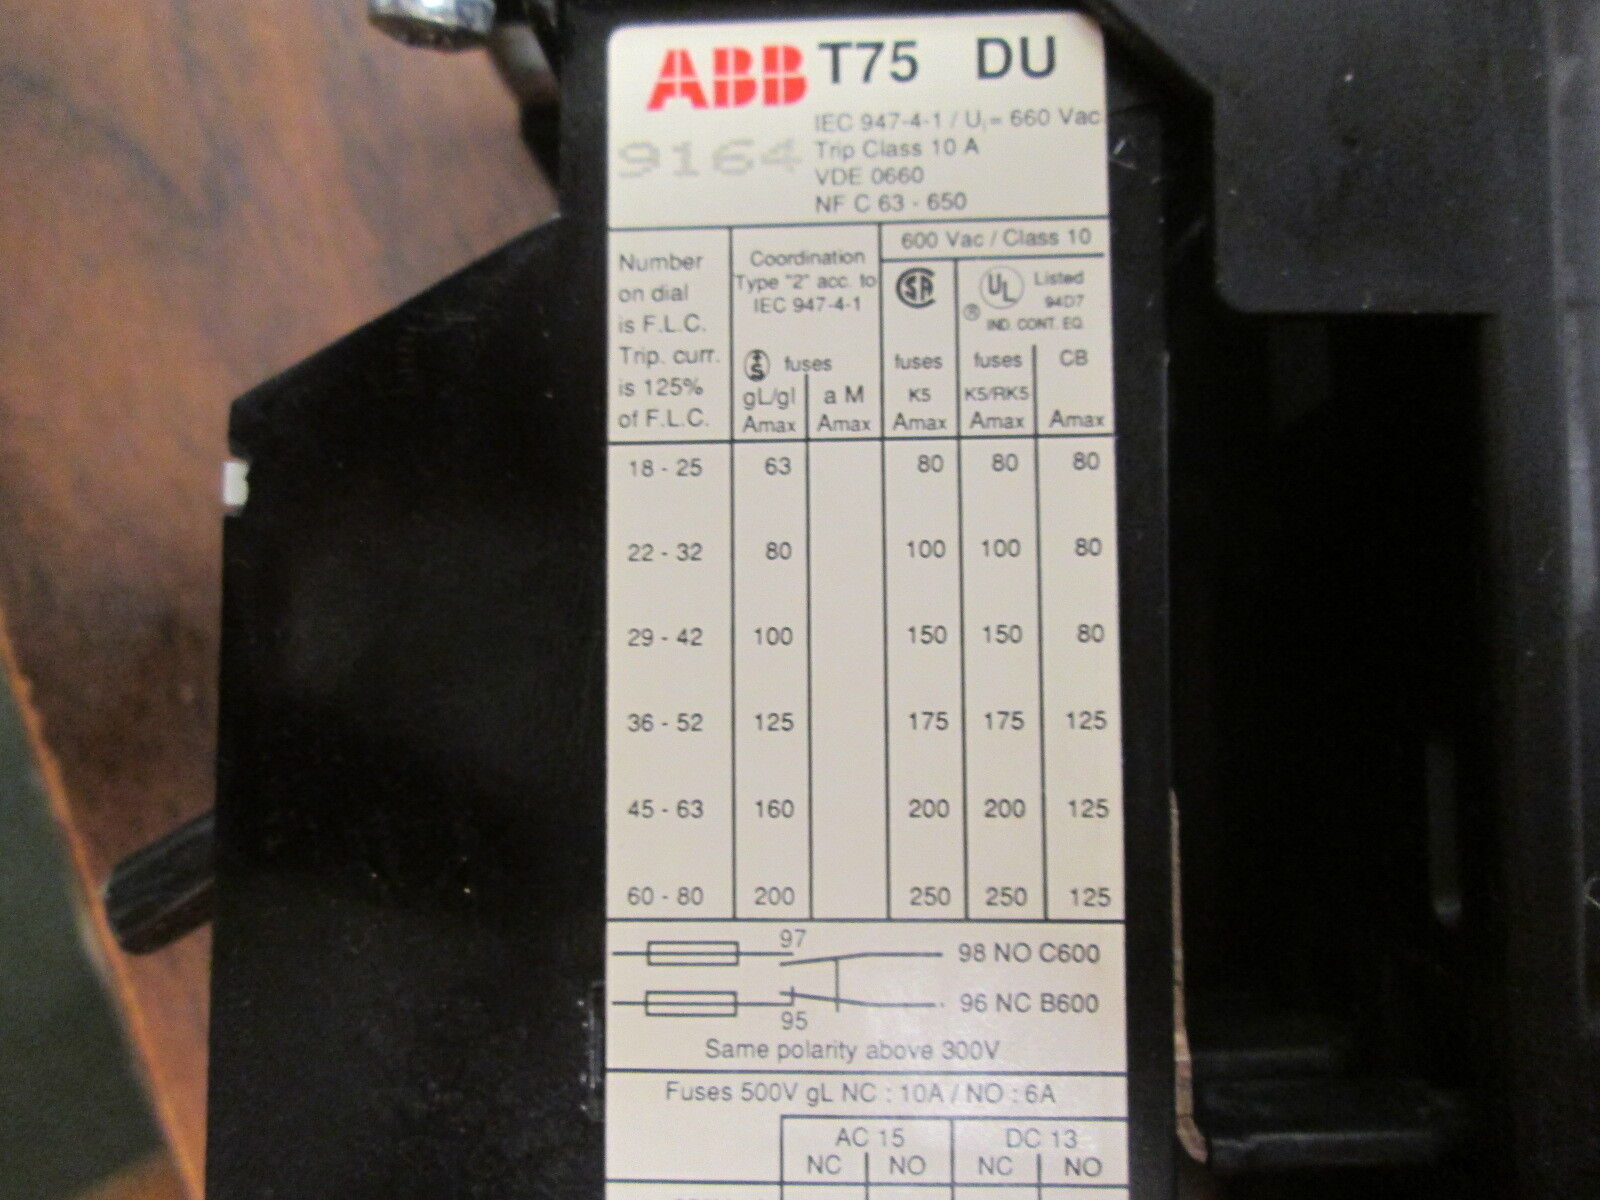 ABB T75 DU
9164
IEC 947-4-1 / Ui = 660 Vac
Trip Class 10 A
VDE 0660
NF C 63 - 650
Number
on dial
is F.L.C.
Trip. curr.
is 125%
of F.L.C.
Coordination
Type "2" acc. to
IEC 947-4-1
600 Vac / Class 10
SA
UL ® Listed
94D7
IND. CONT. EQ.
fuses
gL/gl
Amax
a M
Amax
fuses
K5
Amax
fuses
K5/RK5
Amax
CB
Amax
18 - 25 63 80 80 80
22 - 32 80 100 100 80
29 - 42 100 150 150 80
36 - 52 125 175 175 125
45 - 63 160 200 200 125
60 - 80 200 250 250 125
97
98 NO C600
96 NC B600
95
Same polarity above 300V
Fuses 500V gL NC : 10A / NO : 6A
AC 15 DC 13
NC NO NC NO